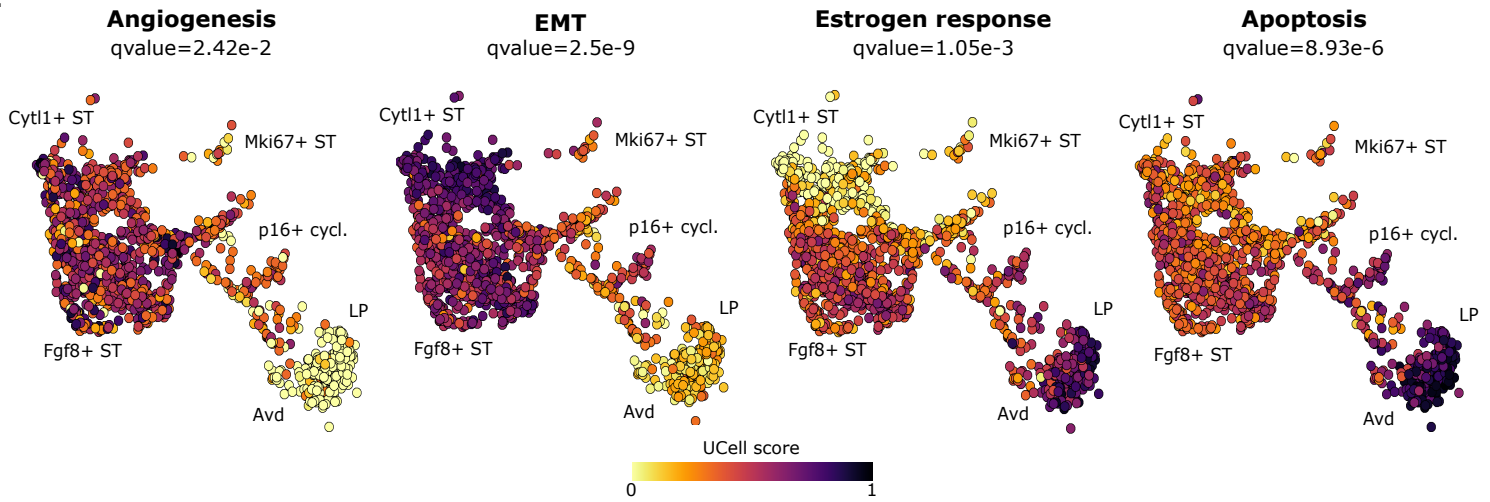 Angiogenesis
qvalue=2.42e-2
Cytl1+ ST
Mki67+ ST
p16+ cycl.
LP
Fgf8+ ST
Avd
EMT
qvalue=2.5e-9
Cytl1+ ST
Mki67+ ST
p16+ cycl.
LP
Fgf8+ ST
Avd
Estrogen response
qvalue=1.05e-3
Cytl1+ ST
Mki67+ ST
p16+ cycl.
LP
Fgf8+ ST
Avd
Apoptosis
qvalue=8.93e-6
Cytl1+ ST
Mki67+ ST
p16+ cycl.
LP
Fgf8+ ST
Avd
UCell score
0 1